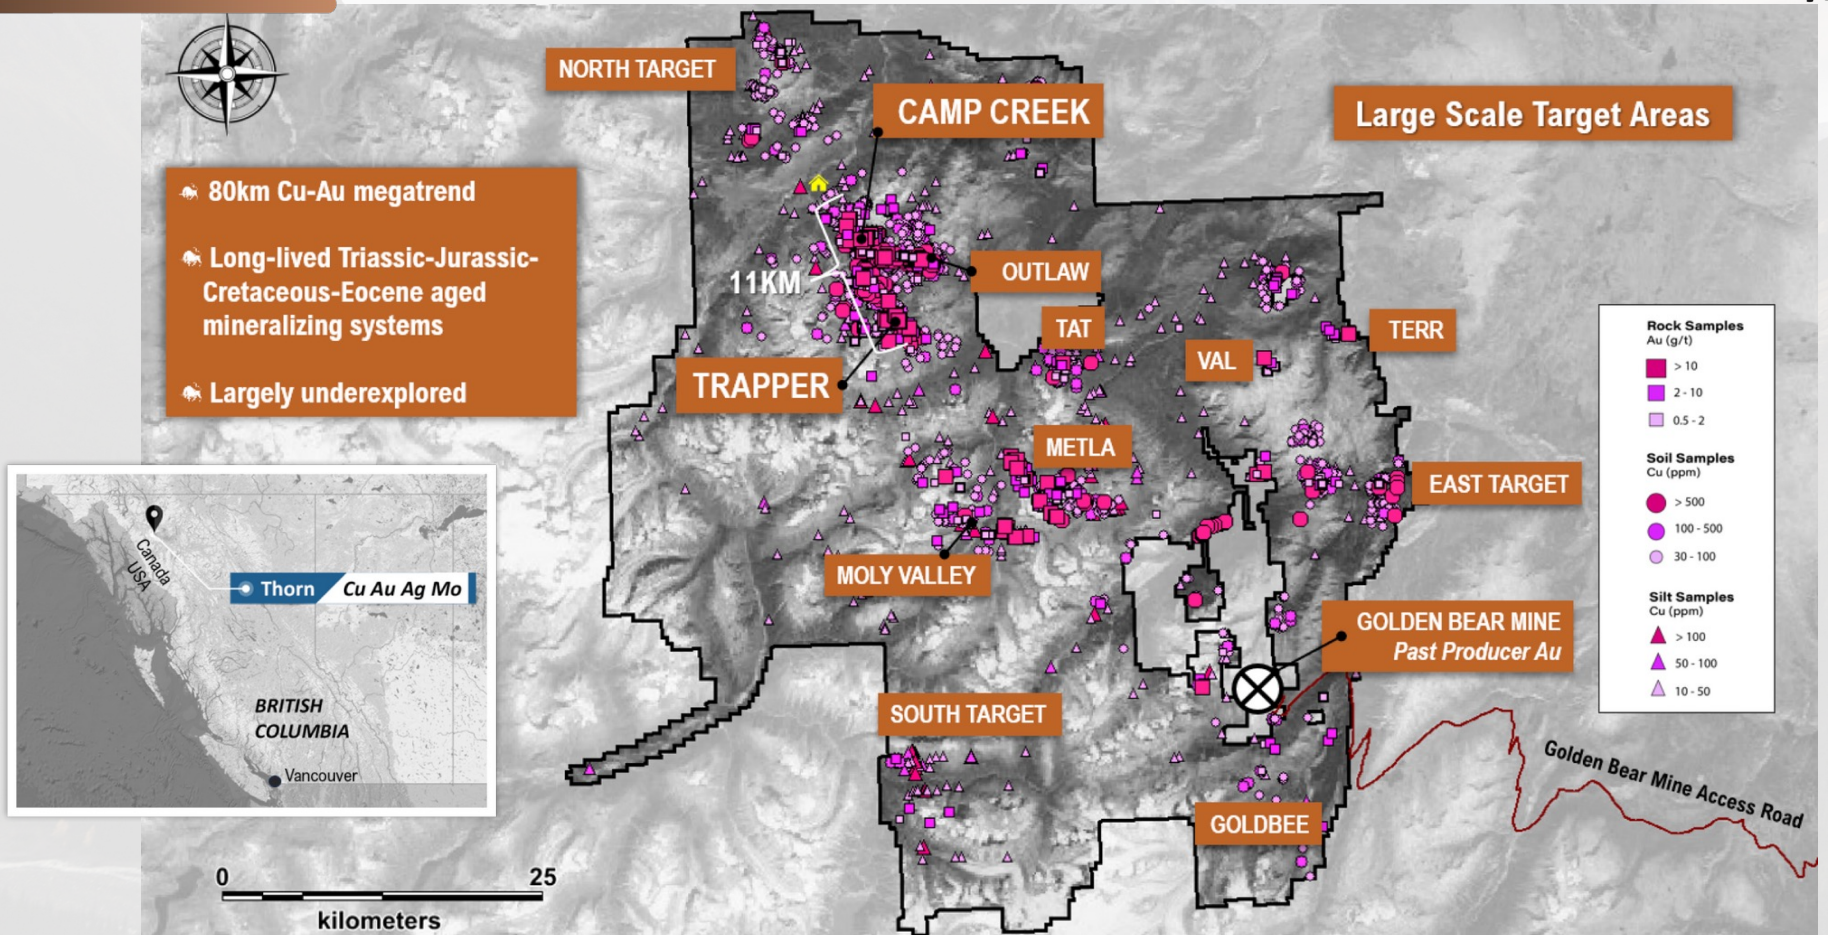 NORTH TARGET
CAMP CREEK
Large Scale Target Areas
80km Cu-Au megatrend
Long-lived Triassic-Jurassic-
Cretaceous-Eocene aged
mineralizing systems
Largely underexplored
11KM
OUTLAW
TAT
TERR
VAL
TRAPPER
METLA
EAST TARGET
MOLY VALLEY
GOLDEN BEAR MINE
Past Producer Au
SOUTH TARGET
GOLDBEE
Golden Bear Mine Access Road
Rock Samples
Au (g/t)
> 10
2 - 10
0.5 - 2
Soil Samples
Cu (ppm)
> 500
100 - 500
30 - 100
Silt Samples
Cu (ppm)
> 100
50 - 100
10 - 50
Canada
USA
Thorn Cu Au Ag Mo
BRITISH
COLUMBIA
Vancouver
0 25
kilometers